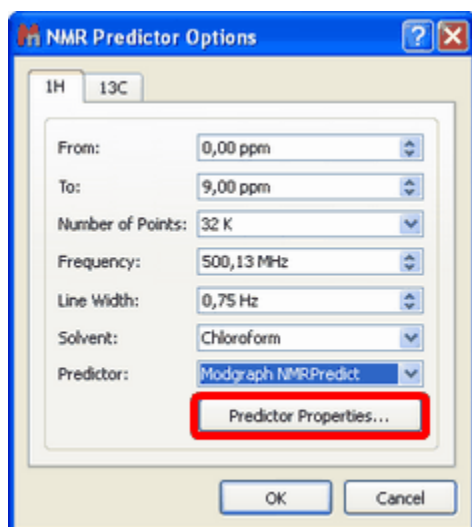 NMR Predictor Options
1H 13C
From: 0,00 ppm
To: 9,00 ppm
Number of Points: 32 K
Frequency: 500,13 MHz
Line Width: 0,75 Hz
Solvent: Chloroform
Predictor: Modgraph NMRPredict
Predictor Properties...
OK Cancel